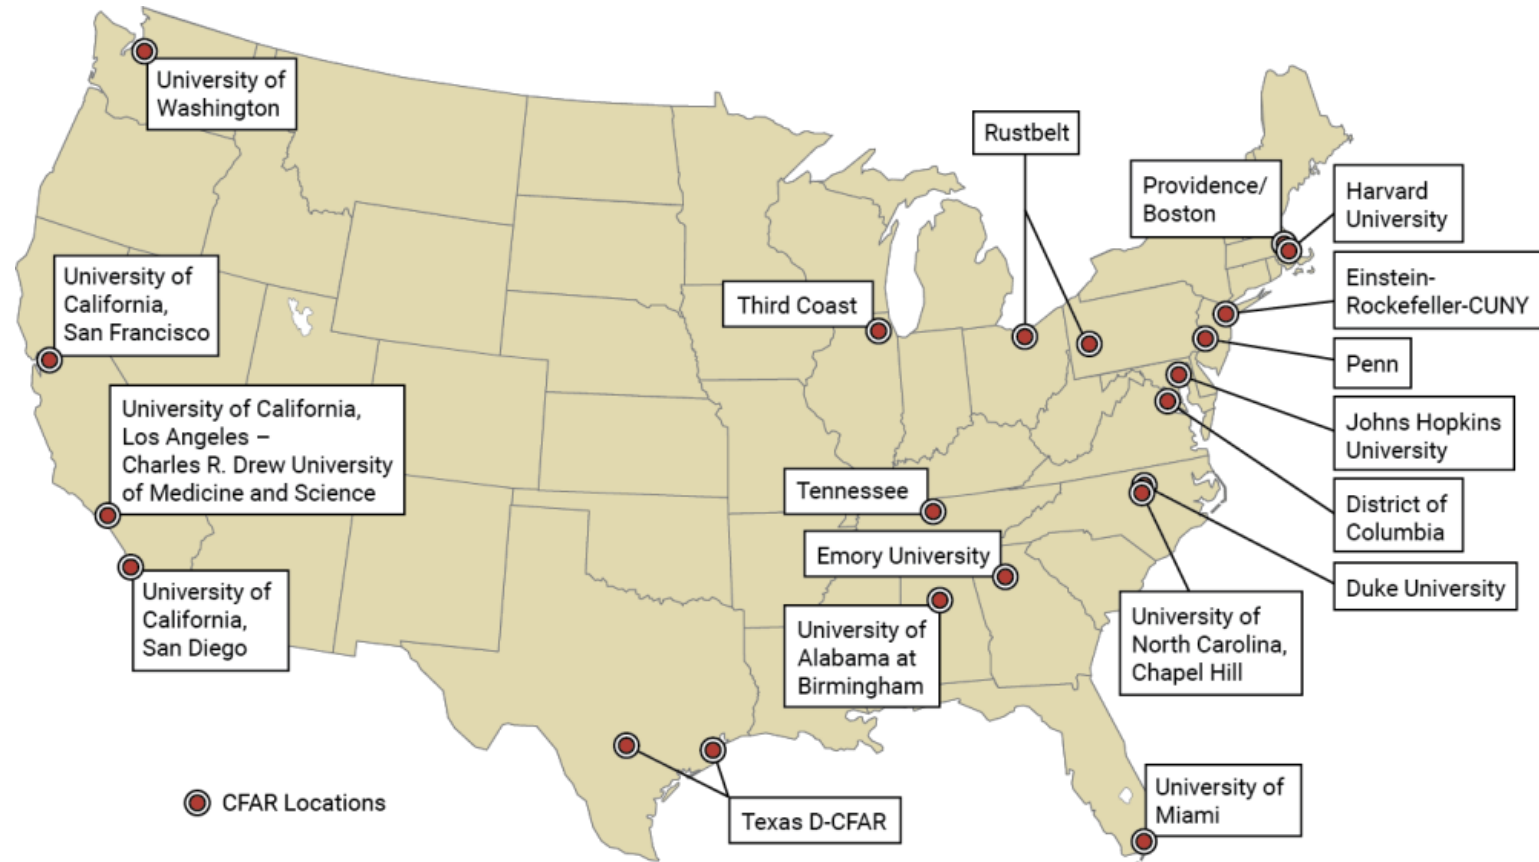 University of
Washington
Rustbelt
Providence/
Boston
Harvard
University
University of
California,
San Francisco
Third Coast
Einstein-
Rockefeller-CUNY
Penn
University of California,
Los Angeles –
Charles R. Drew University
of Medicine and Science
Johns Hopkins
University
Tennessee
District of
Columbia
Emory University
Duke University
University of
California,
San Diego
University of
Alabama at
Birmingham
University of
North Carolina,
Chapel Hill
CFAR Locations
Texas D-CFAR
University of
Miami